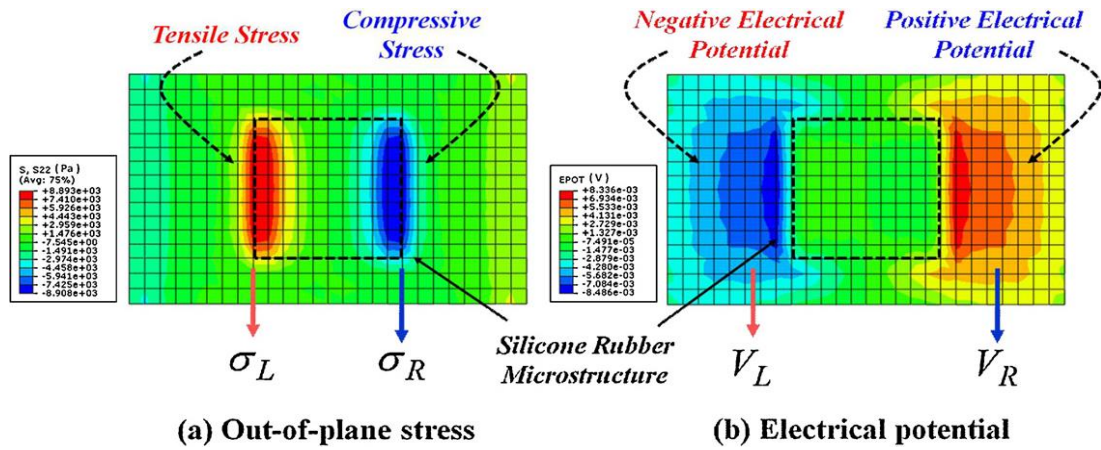 Tensile Stress
Compressive
Stress
Negative Electrical
Potential
Positive Electrical
Potential
S, S22 (Pa)
(Avg: 75%)
+8.893e+03
+7.410e+03
+5.926e+03
+4.443e+03
+2.959e+03
+1.476e+03
-7.545e+00
-1.491e+03
-2.974e+03
-4.458e+03
-5.941e+03
-7.425e+03
-8.908e+03
EPOT (V)
+8.336e-03
+6.934e-03
+5.533e-03
+4.131e-03
+2.729e-03
+1.327e-03
-7.491e-05
-1.477e-03
-2.879e-03
-4.280e-03
-5.682e-03
-7.084e-03
-8.486e-03
σL
σR
Silicone Rubber
Microstructure
VL
VR
(a) Out-of-plane stress
(b) Electrical potential